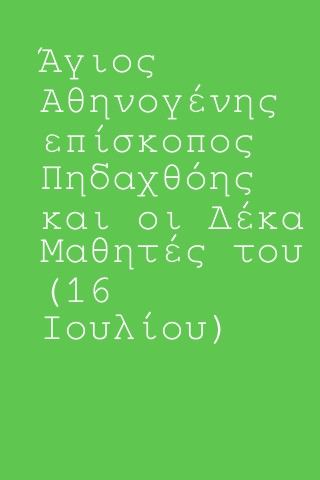 Άγιος
Αθηνογένης
επίσκοπος
Πηδαχθόης
και οι Δέκα
Μαθητές του
(16
Ιουλίου)